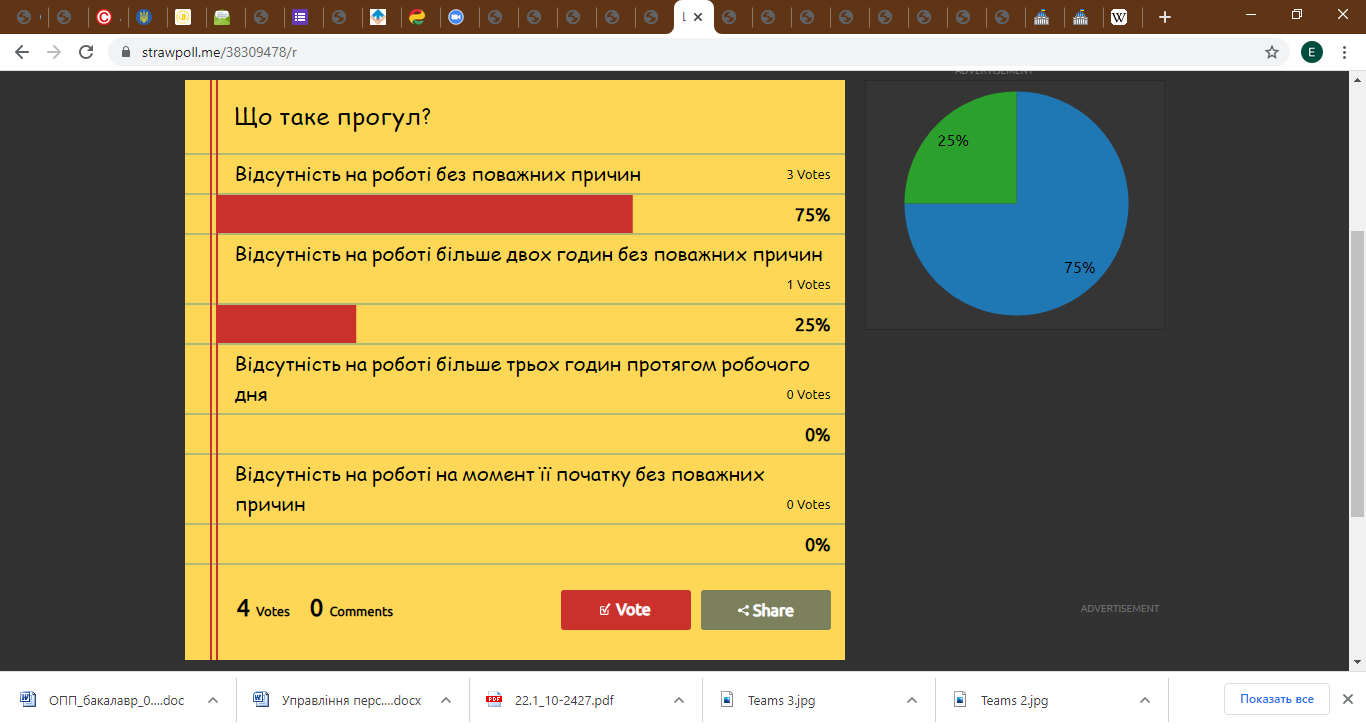 strawpoll.me/38309478/r
E
ADVERTISEMENT
Що таке прогул?
Відсутність на роботі без поважних причин
3 Votes
75%
Відсутність на роботі більше двох годин без поважних причин
1 Votes
25%
Відсутність на роботі більше трьох годин протягом робочого
дня
0 Votes
0%
Відсутність на роботі на момент її початку без поважних
причин
0 Votes
0%
4 Votes 0 Comments
Vote
Share
25%
75%
ADVERTISEMENT
ОПП_бакалавр_0....doc
Управління перс....docx
22.1_10-2427.pdf
Teams 3.jpg
Teams 2.jpg
Показать все